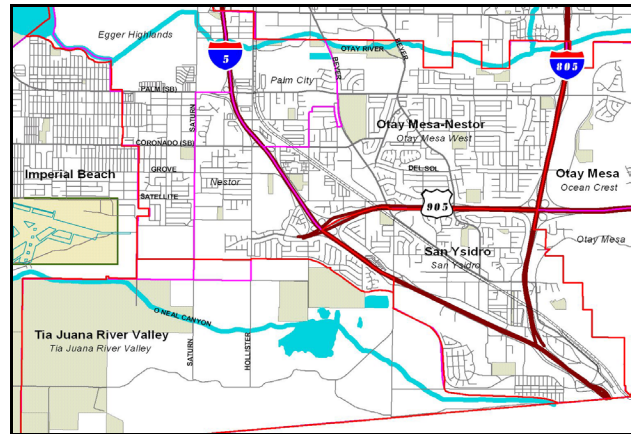 Egger Highlands
5
OTAY RIVER
BEYER
BEYER
805
Palm City
PALM (SB)
SATURN
Otay Mesa-Nestor
Otay Mesa West
CORONADO (SB)
Imperial Beach
GROVE
Nestor
DEL SOL
Otay Mesa
Ocean Crest
SATELLITE
905
Otay Mesa
San Ysidro
San Ysidro
O NEAL CANYON
Tia Juana River Valley
Tia Juana River Valley
SATURN
HOLLISTER